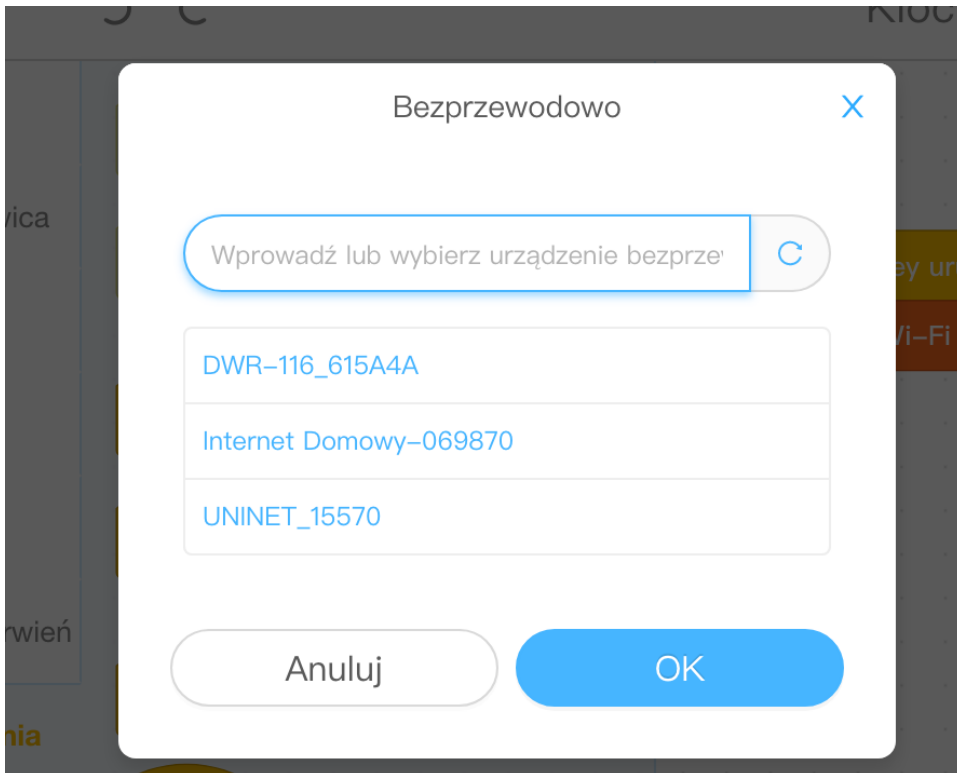 Bezprzewodowo
X
Wprowadź lub wybierz urządzenie bezprze
DWR-116_615A4A
Internet Domowy-069870
UNINET_15570
Anuluj
OK